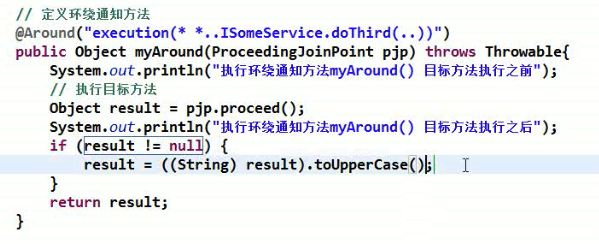 // 定义环绕通知方法
@Around("execution(* *..ISomeService.doThird(..))")
public Object myAround(ProceedingJoinPoint pjp) throws Throwable{
System.out.println("执行环绕通知方法myAround() 目标方法执行之前");
// 执行目标方法
Object result = pjp.proceed();
System.out.println("执行环绕通知方法myAround() 目标方法执行之后");
if (result != null) {
result = ((String) result).toUpperCase();
}
return result;
}